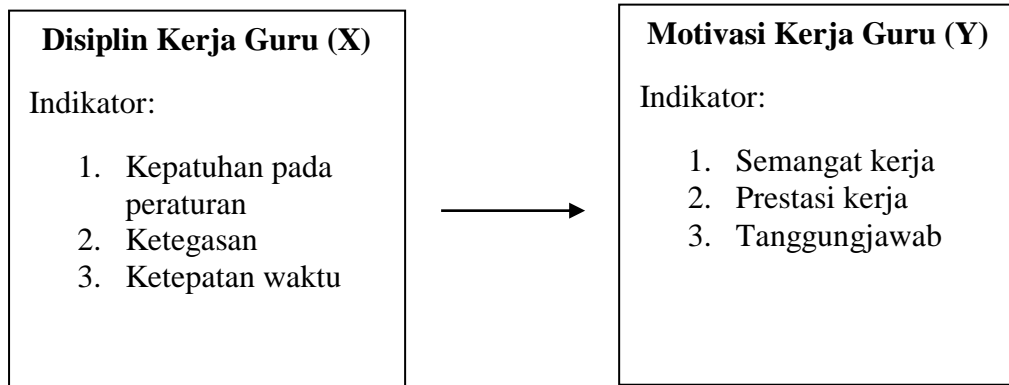 Disiplin Kerja Guru (X)
Indikator:
1. Kepatuhan pada
peraturan
2. Ketegasan
3. Ketepatan waktu
Motivasi Kerja Guru (Y)
Indikator:
1. Semangat kerja
2. Prestasi kerja
3. Tanggungjawab